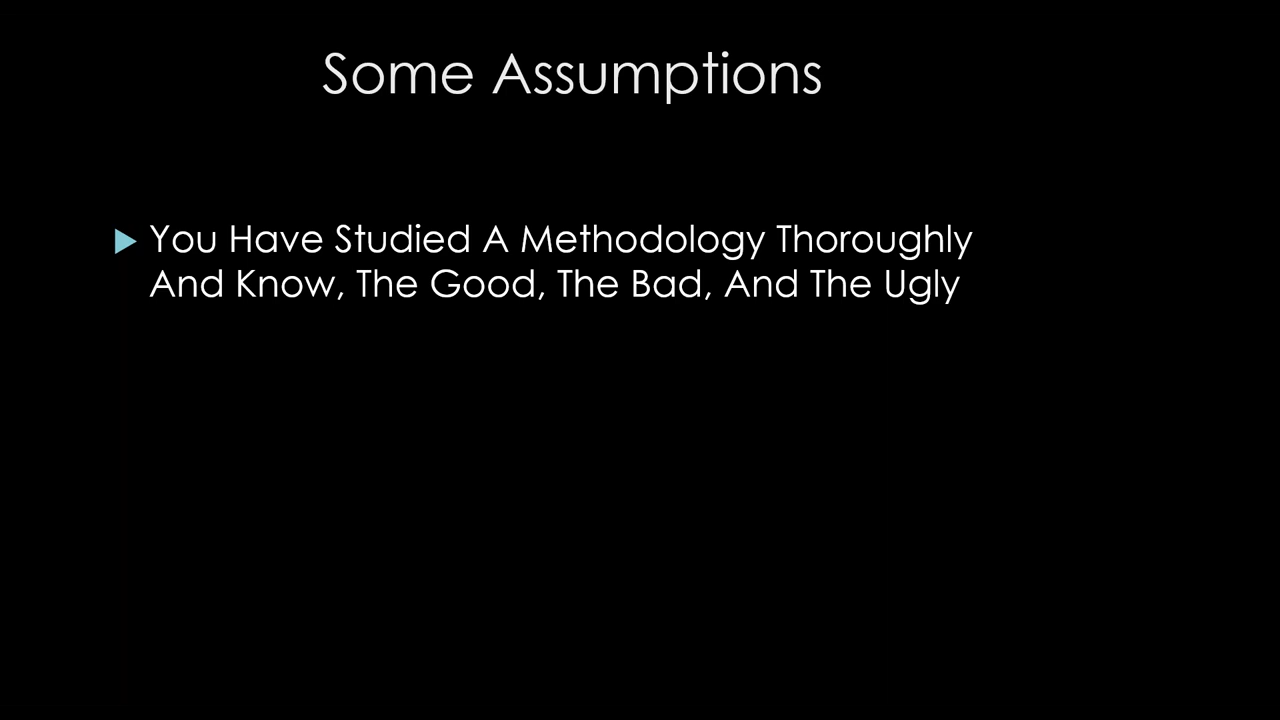 Some Assumptions
You Have Studied A Methodology Thoroughly
And Know, The Good, The Bad, And The Ugly